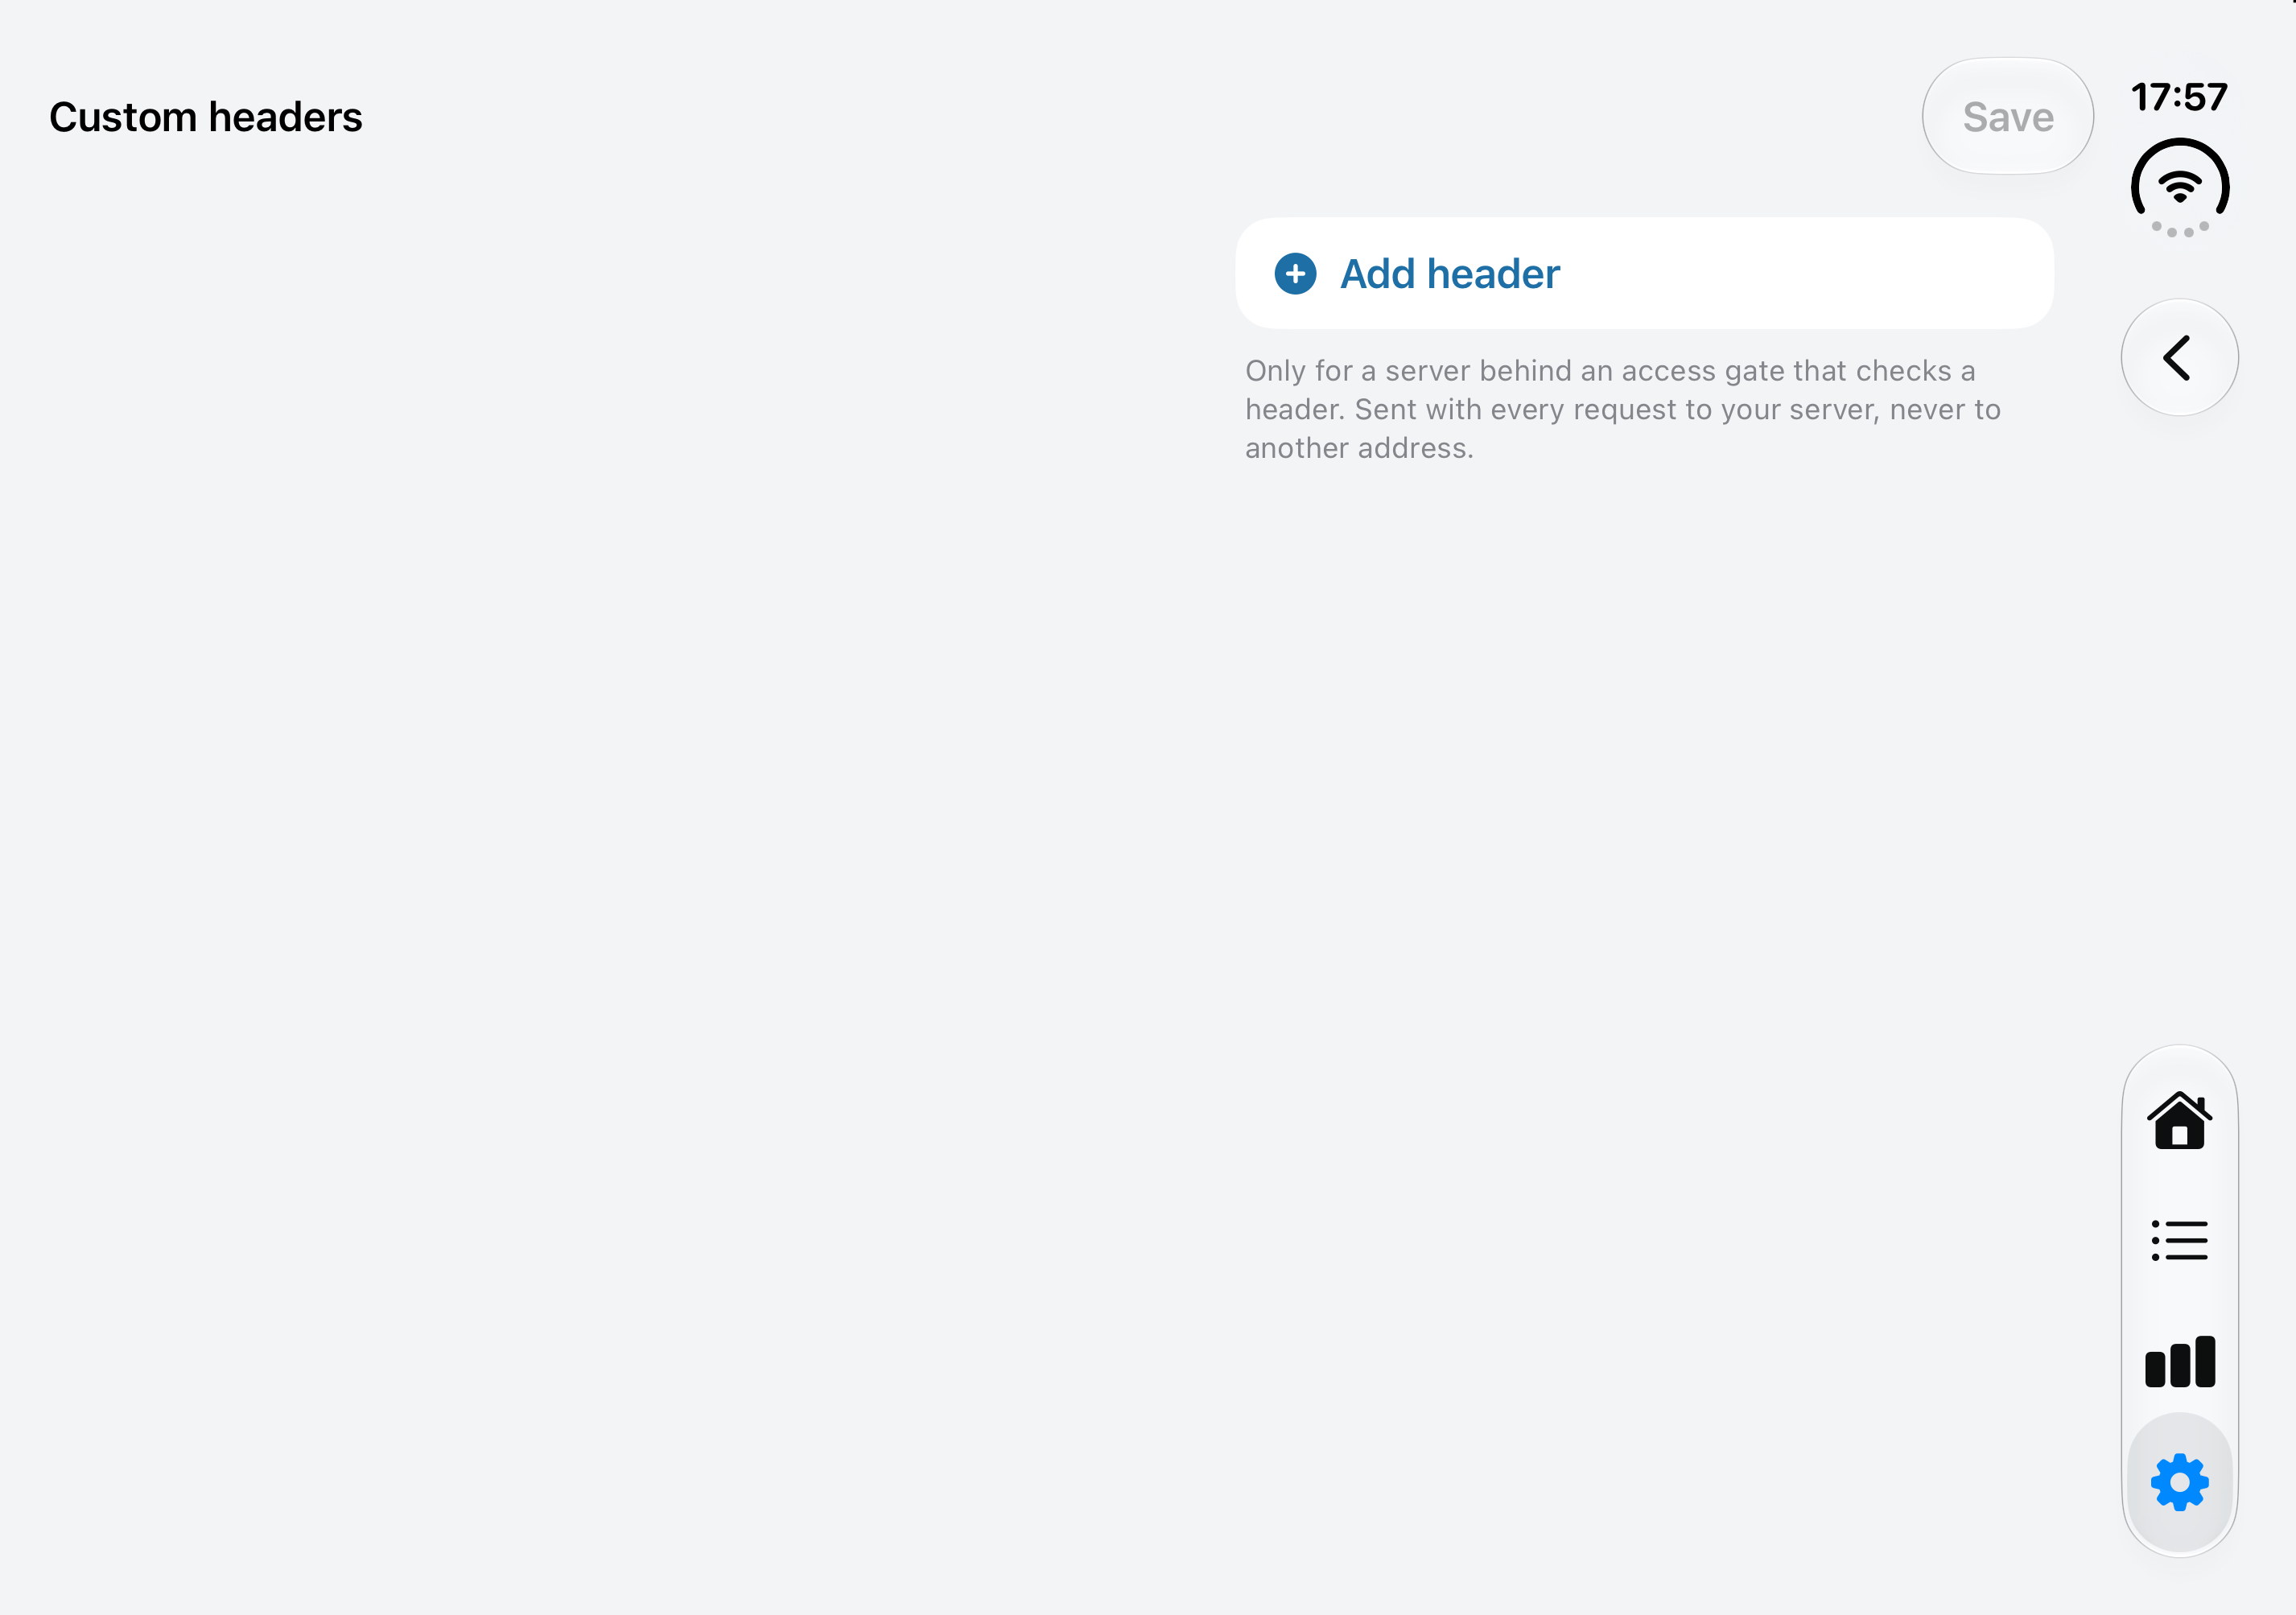 Custom headers
Save
17:57
Add header
Only for a server behind an access gate that checks a
header. Sent with every request to your server, never to
another address.